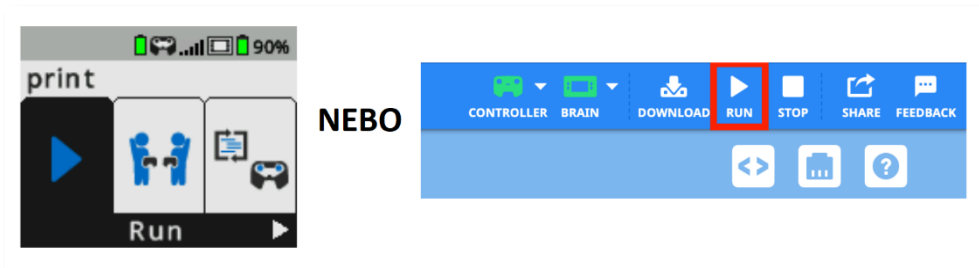 90%
print
Run
NEBO
CONTROLLER BRAIN DOWNLOAD RUN STOP SHARE FEEDBACK